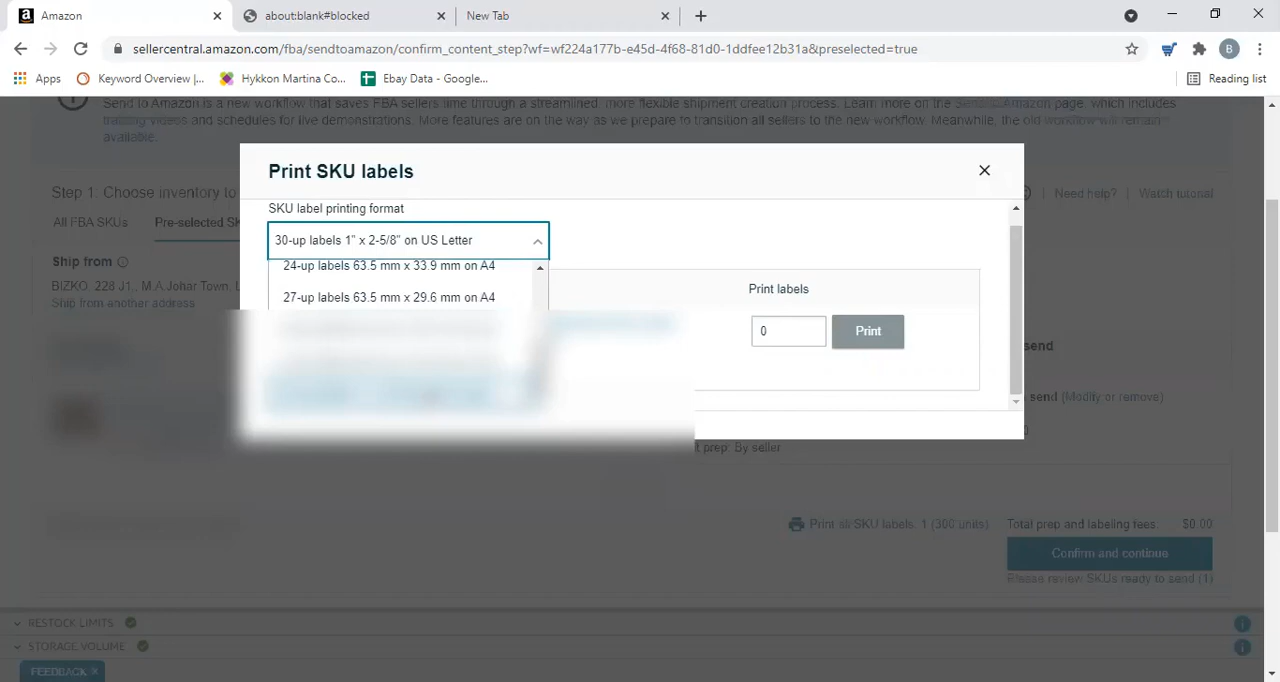 Amazon
about:blank#blocked
New Tab
sellercentral.amazon.com/fba/sendtoamazon/confirm_content_step?wf=wf224a177b-e45d-4f68-81d0-1ddfee12b31a&preselected=true
B
Apps
Keyword Overview |...
Hykkon Martina Co...
Ebay Data - Google...
Reading list
Send to Amazon is a new workflow that saves FBA sellers time through a streamlined, more flexible shipment creation process. Learn more on the Send to Amazon page, which includes
training videos and schedules for live demonstrations. More features are on the way as we prepare to transition all sellers to the new workflow. Meanwhile, the old workflow will remain
available.
Print SKU labels
Step 1: Choose inventory to
Need help?
Watch tutorial
All FBA SKUs
Pre-selected SK
SKU label printing format
30-up labels 1" x 2-5/8" on US Letter
24-up labels 63.5 mm x 33.9 mm on A4
27-up labels 63.5 mm x 29.6 mm on A4
Ship from
BIZKO, 228 J1,, M.A Johar Town, L
Ship from another address
Print labels
0
Print
send
send (Modify or remove)
0
t prep: By seller
Print all SKU labels: 1 (300 units)
Total prep and labeling fees:
$0.00
Confirm and continue
Please review SKUs ready to send (1)
RESTOCK LIMITS
STORAGE VOLUME
FEEDBACK